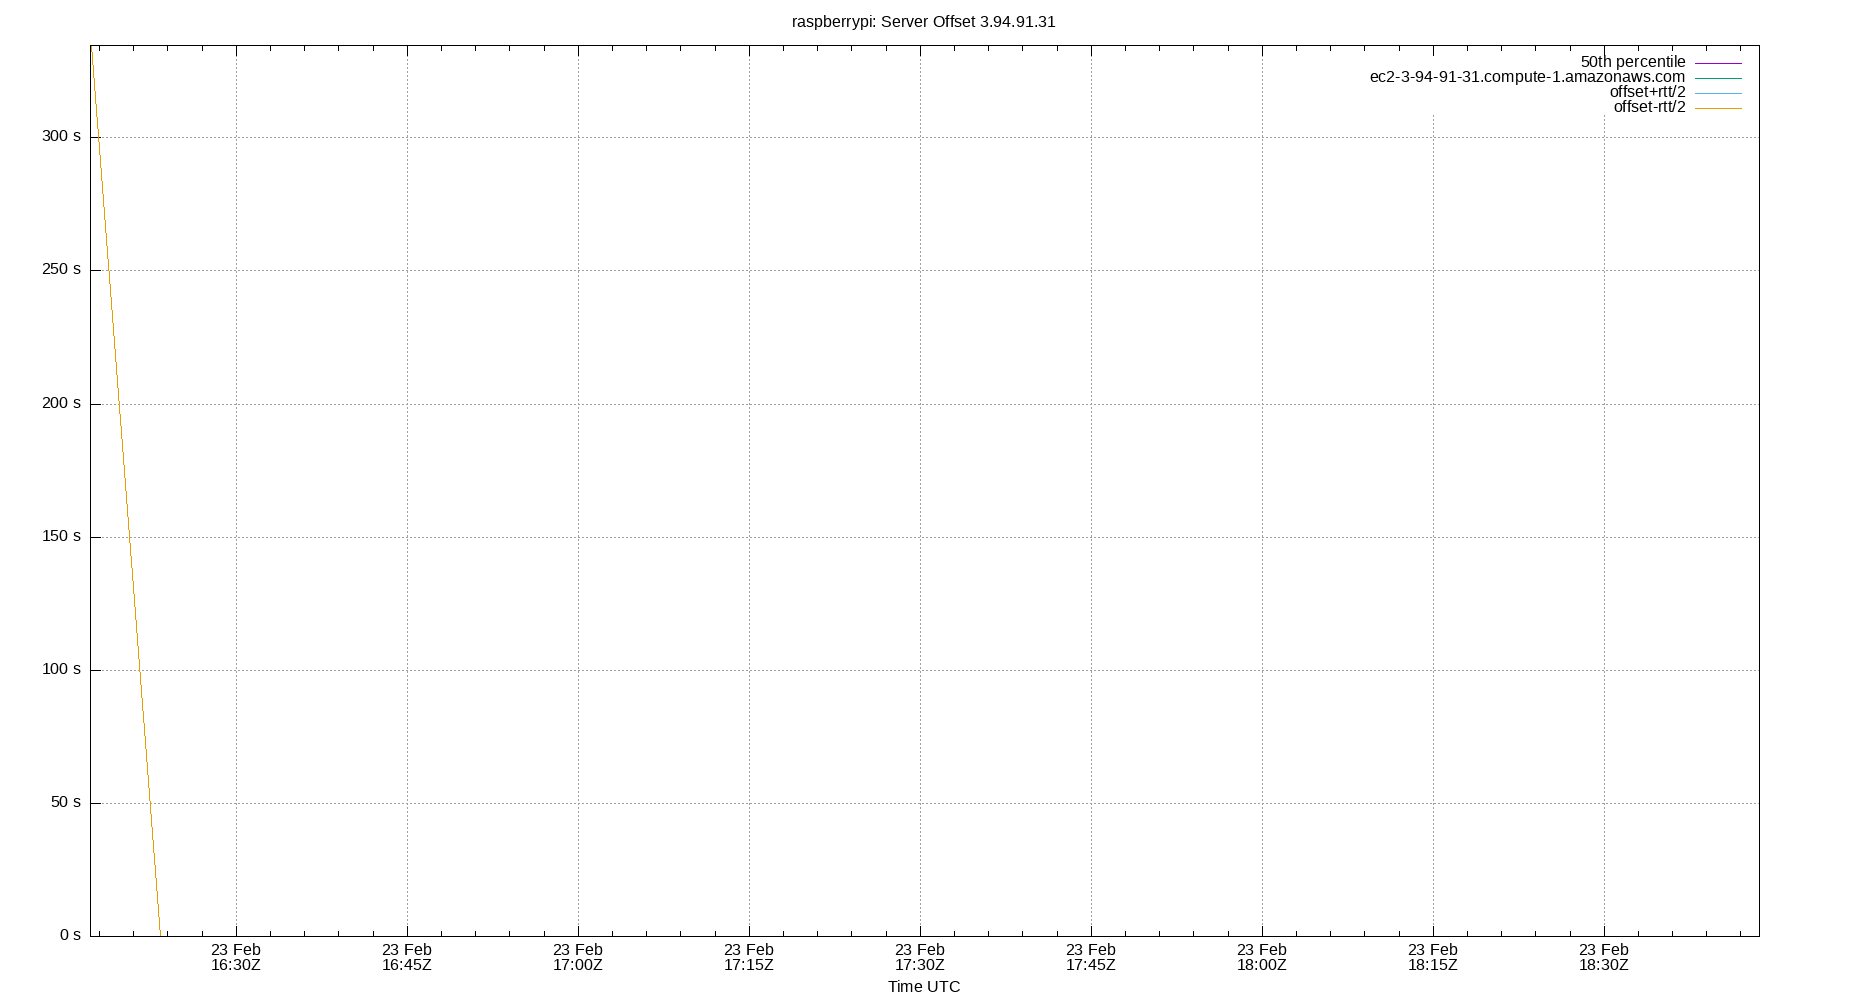 raspberrypi: Server Offset 3.94.91.31
50th percentile
ec2-3-94-91-31.compute-1.amazonaws.com
offset+rtt/2
offset-rtt/2
300 s
250 s
200 s
150 s
100 s
50 s
0 s
23 Feb 23 Feb 23 Feb 23 Feb 23 Feb 23 Feb 23 Feb 23 Feb 23 Feb
16:30Z 16:45Z 17:00Z 17:15Z 17:30Z 17:45Z 18:00Z 18:15Z 18:30Z
Time UTC